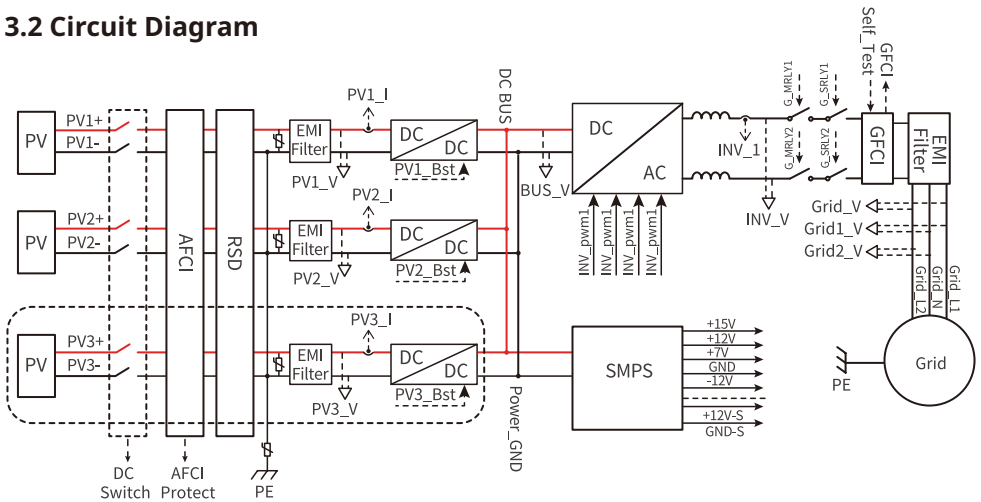 3.2 Circuit Diagram
PV
PV1+
PV1-
EMI
Filter
PV1_V
PV1_I
DC
DC
PV1_Bst
DC BUS
BUS_V
DC
AC
INV_pwm1
INV_pwm1
INV_pwm1
INV_pwm1
INV_1
INV_V
G_MRLY1
G_SRLY1
G_MRLY2
G_SRLY2
Self_Test
GFCI
GFCI
EMI
Filter
Grid_V
Grid1_V
Grid2_V
Grid_L2
Grid_N
Grid_L1
Grid
PE
PV
PV2+
PV2-
AFCI
RSD
EMI
Filter
PV2_V
PV2_I
DC
DC
PV2_Bst
PV
PV3+
PV3-
EMI
Filter
PV3_V
PV3_I
DC
DC
PV3_Bst
Power_GND
SMPS
+15V
+12V
+7V
GND
-12V
+12V-S
GND-S
DC
Switch
AFCI
Protect
PE